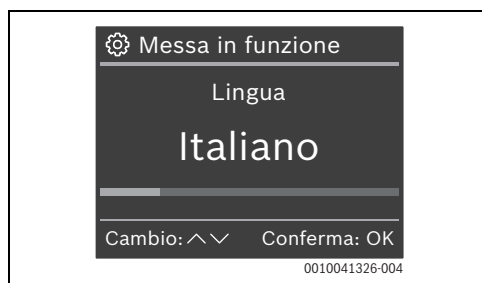 Messa in funzione
Lingua
Italiano
Cambio: Conferma: OK
0010041326-004